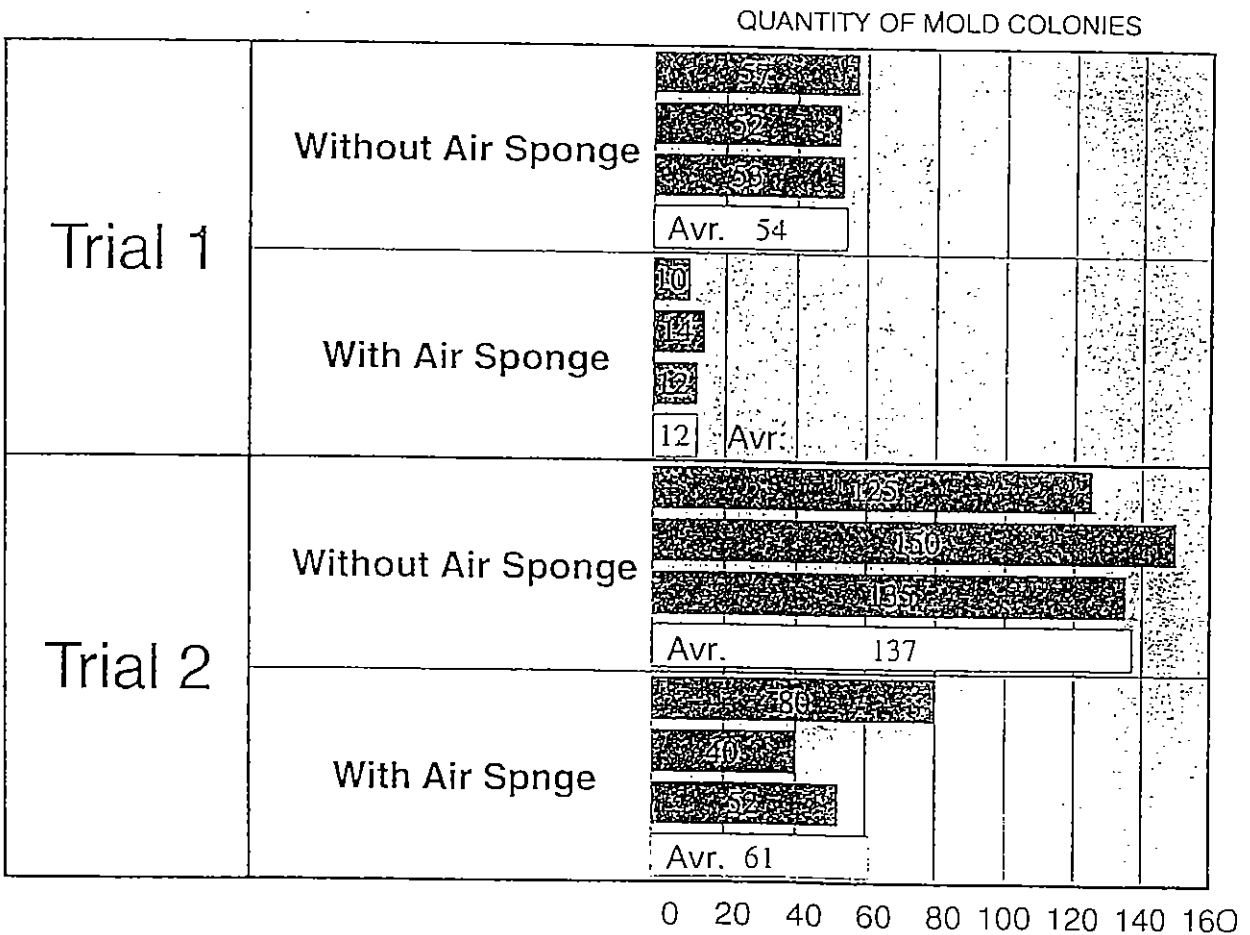 QUANTITY OF MOLD COLONIES
Trial 1
Without Air Sponge
57
52
53
Avr. 54
With Air Sponge
10
14
12
12 Avr.
Trial 2
Without Air Sponge
125
150
135
Avr. 137
With Air Spnge
80
40
52
Avr. 61
0 20 40 60 80 100 120 140 160